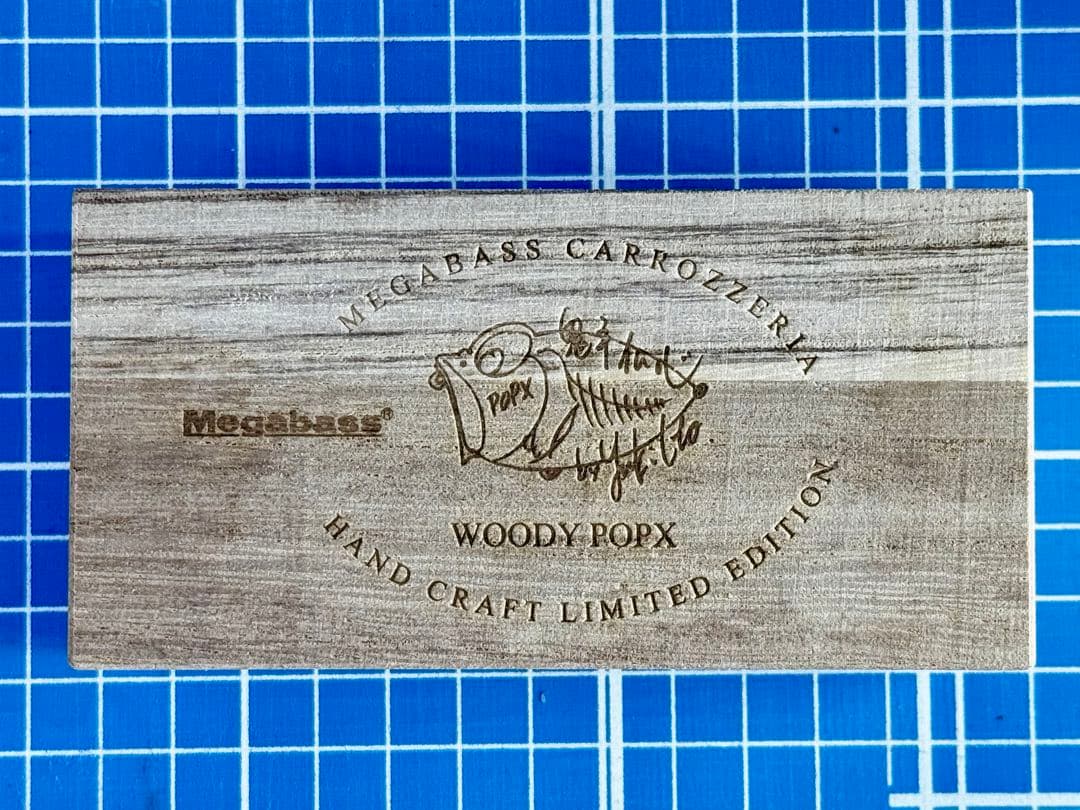 MEGABASS CARROZZERIA
POPX
Megabass®
WOODY POPX
HAND CRAFT LIMITED EDITION